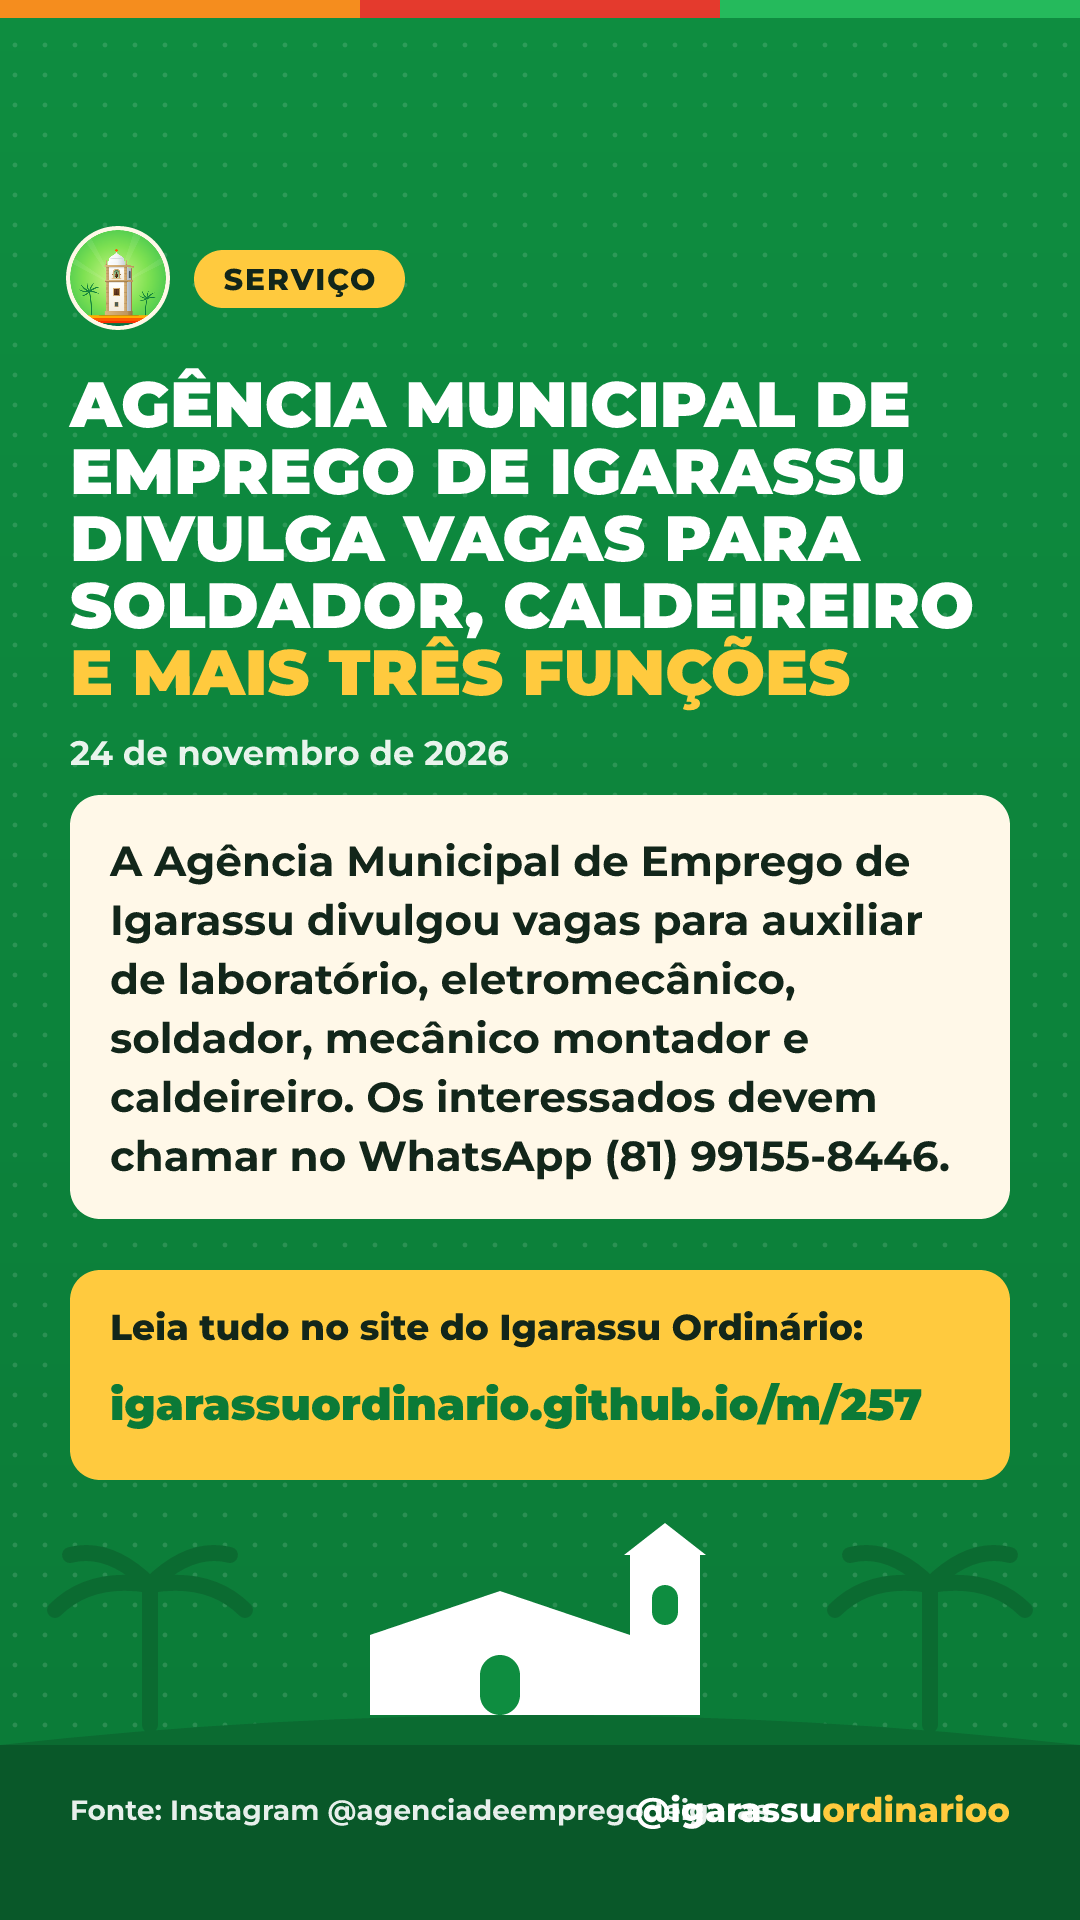 SERVIÇO
AGÊNCIA MUNICIPAL DE
EMPREGO DE IGARASSU
DIVULGA VAGAS PARA
SOLDADOR, CALDEIREIRO
E MAIS TRÊS FUNÇÕES
24 de novembro de 2026
A Agência Municipal de Emprego de
Igarassu divulgou vagas para auxiliar
de laboratório, eletromecânico,
soldador, mecânico montador e
caldeireiro. Os interessados devem
chamar no WhatsApp (81) 99155-8446.
Leia tudo no site do Igarassu Ordinário:
igarassuordinario.github.io/m/257
Fonte: Instagram @igarassuordinarioo